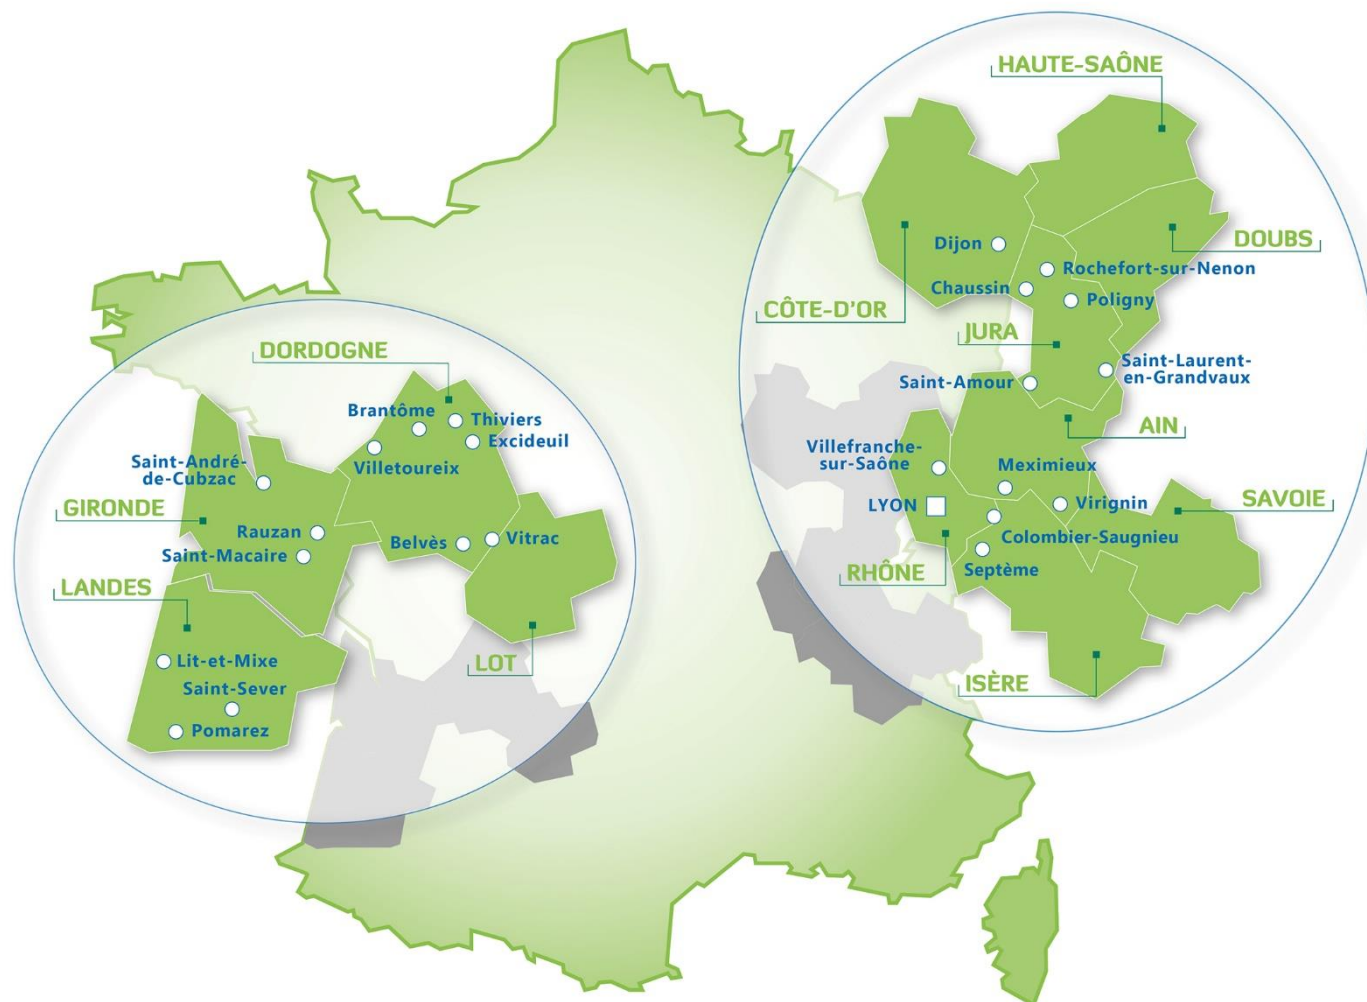 HAUTE-SAÔNE
DOUBS
Dijon
Rochefort-sur-Nenon
Chaussin
Poligny
CÔTE-D'OR
JURA
Saint-Laurent-
en-Grandvaux
Saint-Amour
AIN
Villefranche-
sur-Saône
Meximieux
LYON
Virignin
SAVOIE
Colombier-Saugnieu
Septème
RHÔNE
ISÈRE
DORDOGNE
Brantôme
Thiviers
Excideuil
Villetoureix
Saint-André-
de-Cubzac
GIRONDE
Rauzan
Saint-Macaire
Belvès
Vitrac
LANDES
Lit-et-Mixe
Saint-Sever
Pomarez
LOT